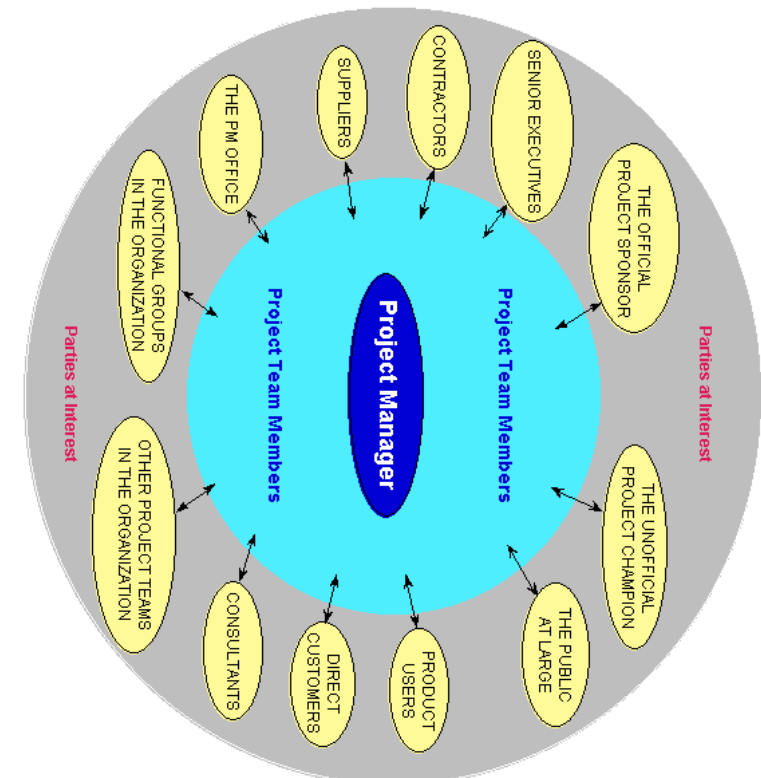 Parties at Interest
THE OFFICIAL
PROJECT SPONSOR
THE UNOFFICIAL
PROJECT CHAMPION
SENIOR EXECUTIVES
THE PUBLIC
AT LARGE
Project Team Members
CONTRACTORS
PRODUCT
USERS
Project Manager
SUPPLIERS
DIRECT
CUSTOMERS
Project Team Members
THE PM OFFICE
CONSULTANTS
FUNCTIONAL GROUPS
IN THE ORGANIZATION
OTHER PROJECT TEAMS
IN THE ORGANIZATION
Parties at Interest